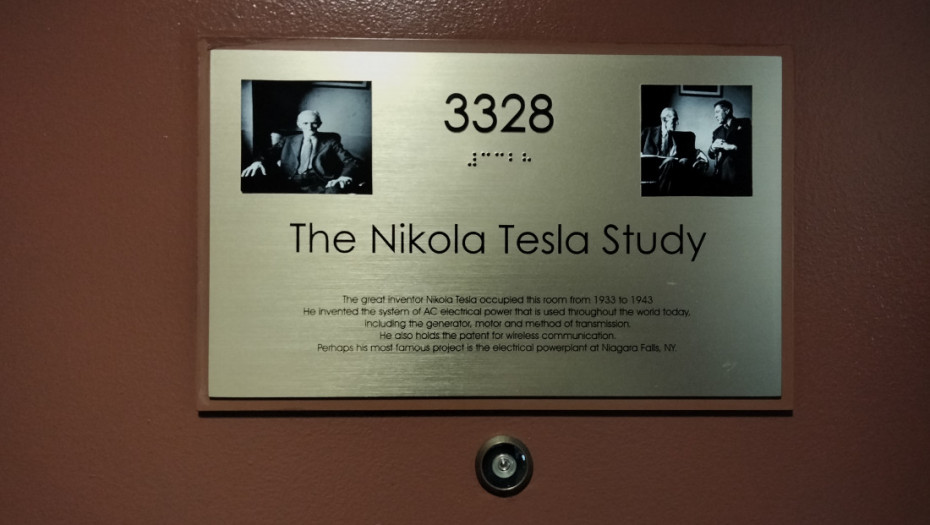 3328
⠼⠉⠉⠃⠓
The Nikola Tesla Study
The great inventor Nikola Tesla occupied this room from 1933 to 1943
He invented the system of AC electrical power that is used throughout the world today,
including the generator, motor and method of transmission.
He also holds the patent for wireless communication.
Perhaps his most famous project is the electrical powerplant at Niagara Falls, NY.